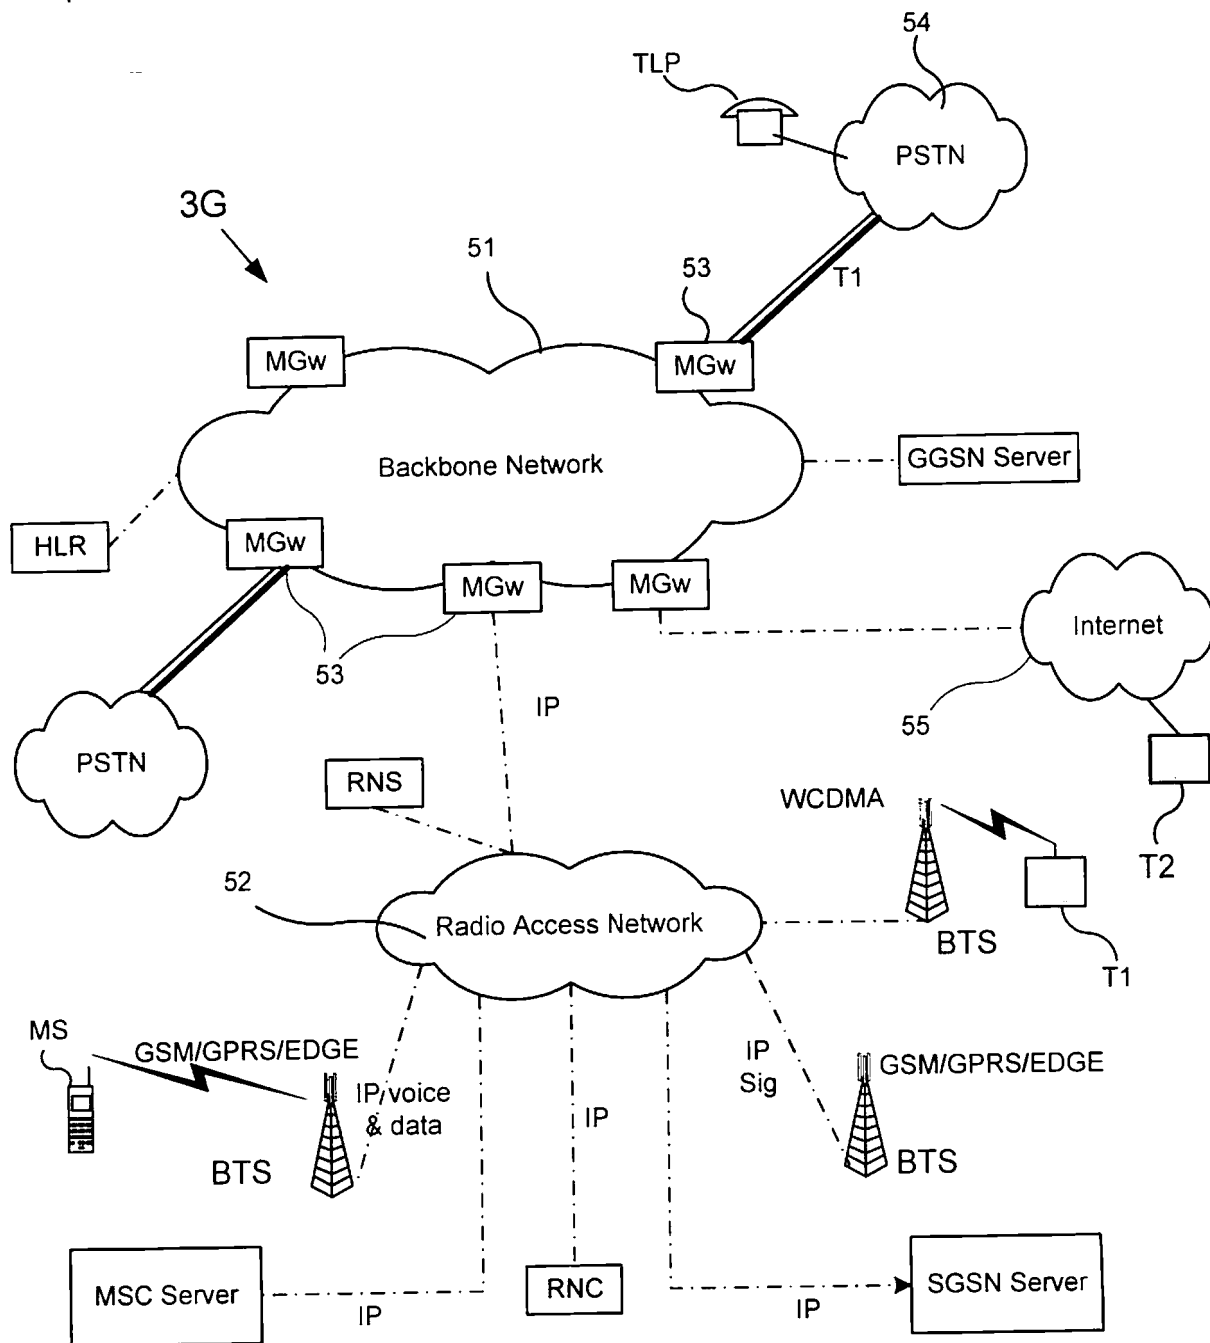 54
TLP
PSTN
3G
51
53
T1
MGw
MGw
Backbone Network
GGSN Server
HLR
MGw
MGw
MGw
Internet
53
IP
55
PSTN
RNS
WCDMA
T2
52
Radio Access Network
BTS
T1
MS
GSM/GPRS/EDGE
IP voice
& data
IP
IP
Sig
GSM/GPRS/EDGE
BTS
BTS
MSC Server
IP
RNC
IP
SGSN Server